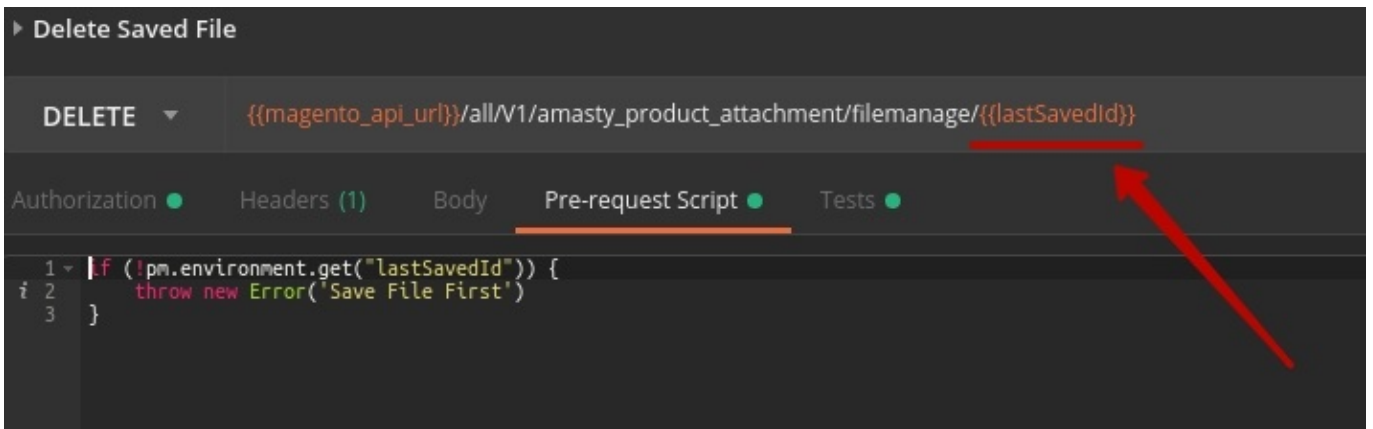 Delete Saved File
DELETE {{magento_api_url}}/all/V1/amasty_product_attachment/filemanage/{{lastSavedId}}
Authorization Headers (1) Body Pre-request Script Tests
1 if (!pm.environment.get("lastSavedId")) {
i 2 throw new Error('Save File First')
3 }